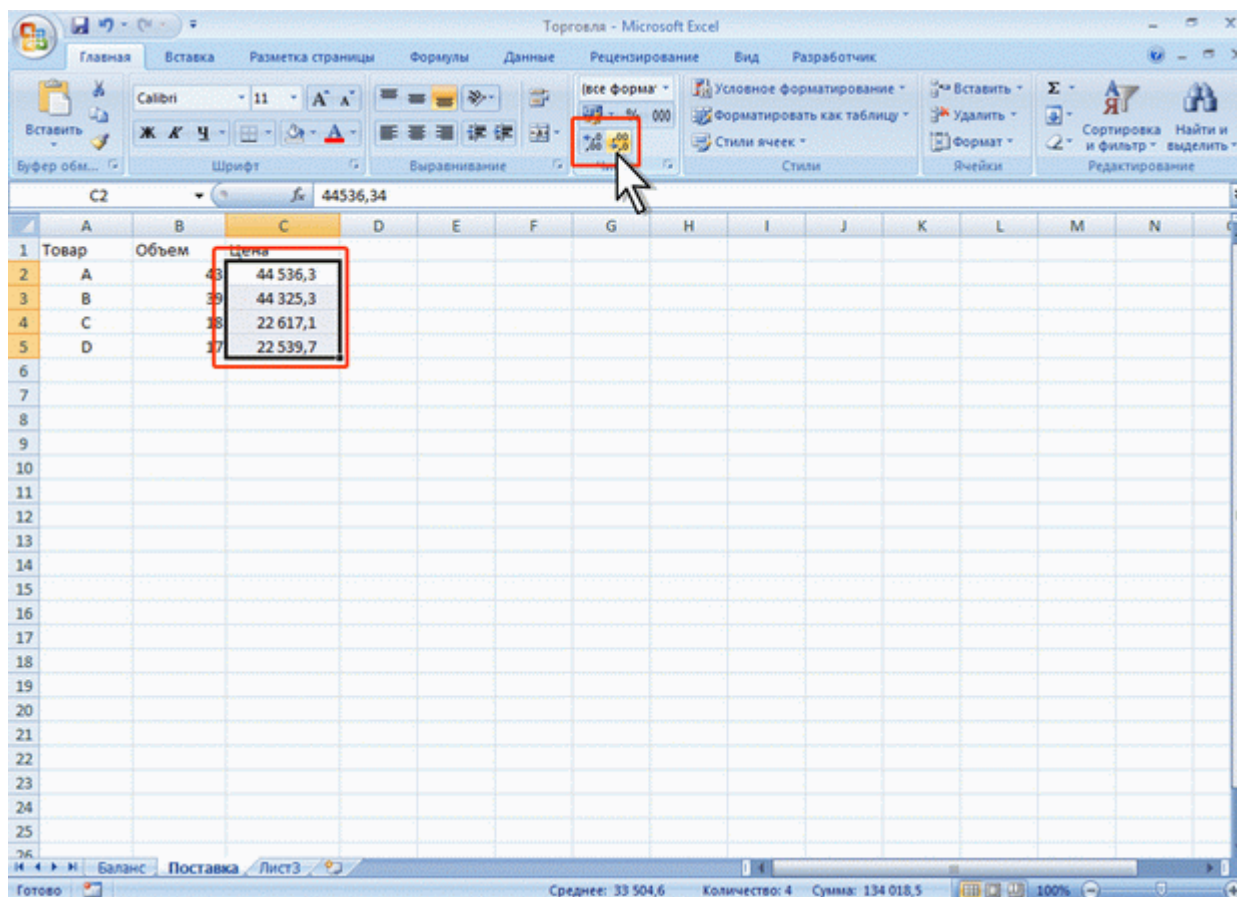 Торговля - Microsoft Excel
Главная Вставка Разметка страницы Формулы Данные Рецензирование Вид Разработчик
Calibri 11 (все форма Условное форматирование Вставить Σ
Вставить Ж К Ч А % 000 Форматировать как таблицу Удалить Сортировка и фильтр Найти и выделить
Стили ячеек Формат
Буфер обм... Шрифт Выравнивание Стили Ячейки Редактирование
C2 fx 44536,34
A B C D E F G H I J K L M N
1 Товар Объем Цена
2 A 43 44 536,3
3 B 39 44 325,3
4 C 18 22 617,1
5 D 17 22 539,7
6
7
8
9
10
11
12
13
14
15
16
17
18
19
20
21
22
23
24
25
26
Баланс Поставка Лист3
Готово Среднее: 33 504,6 Количество: 4 Сумма: 134 018,5 100%